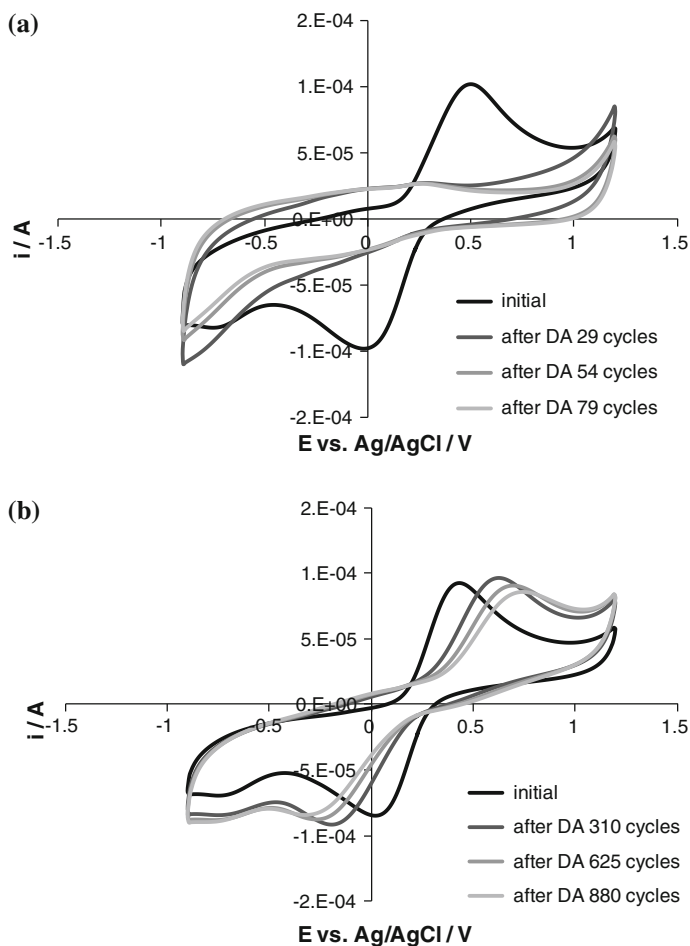 (a)
2.E-04
1.E-04
5.E-05
0.E+00
-1.5
-1
-0.5
0
0.5
1
1.5
-5.E-05
-1.E-04
-2.E-04
i / A
initial
after DA 29 cycles
after DA 54 cycles
after DA 79 cycles
E vs. Ag/AgCl / V
(b)
2.E-04
1.E-04
5.E-05
0.E+00
-1.5
-1
-0.5
0
0.5
1
1.5
-5.E-05
-1.E-04
-2.E-04
i / A
initial
after DA 310 cycles
after DA 625 cycles
after DA 880 cycles
E vs. Ag/AgCl / V